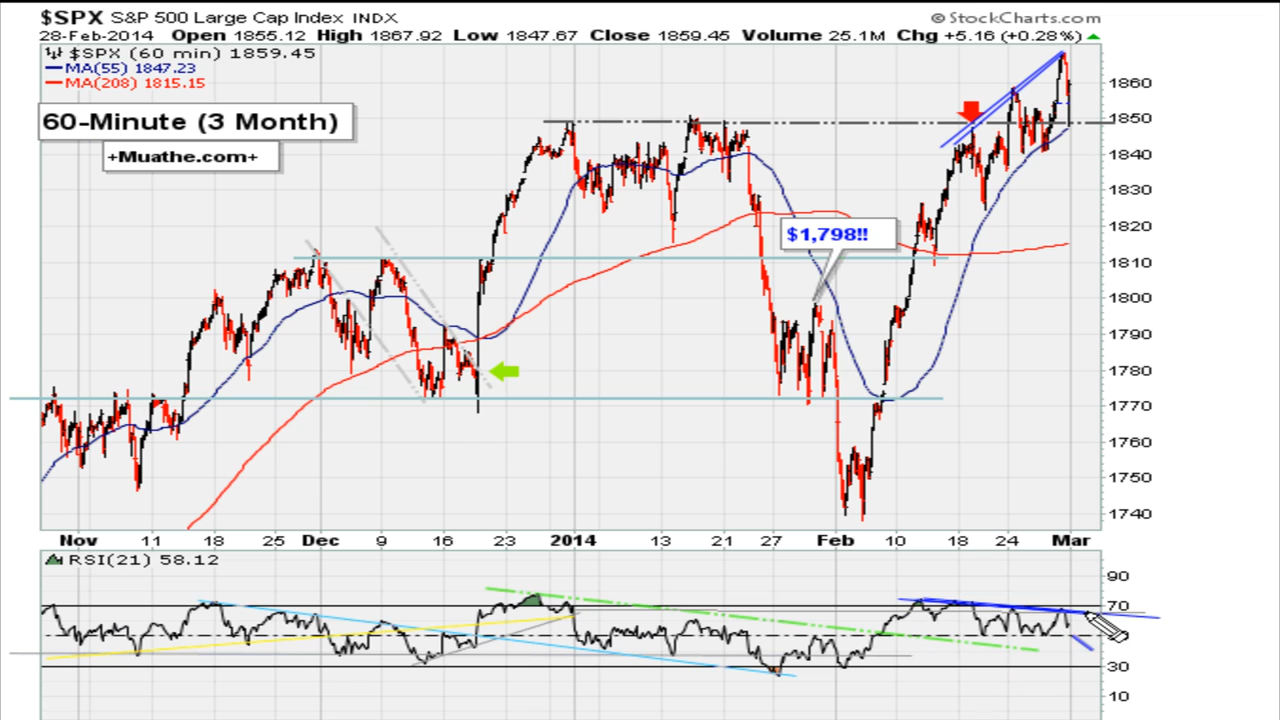 $SPX S&P 500 Large Cap Index INDX
© StockCharts.com
28-Feb-2014 Open 1855.12 High 1867.92 Low 1847.67 Close 1859.45 Volume 25.1M Chg +5.16 (+0.28%)
$SPX (60 min) 1859.45
MA(55) 1847.23
MA(208) 1815.15
60-Minute (3 Month)
+Muathe.com+
$1,798!!
1860
1850
1840
1830
1820
1810
1800
1790
1780
1770
1760
1750
1740
Nov 11 18 25 Dec 9 16 23 2014 13 21 27 Feb 10 18 24 Mar
RSI(21) 58.12
90
70
30
10